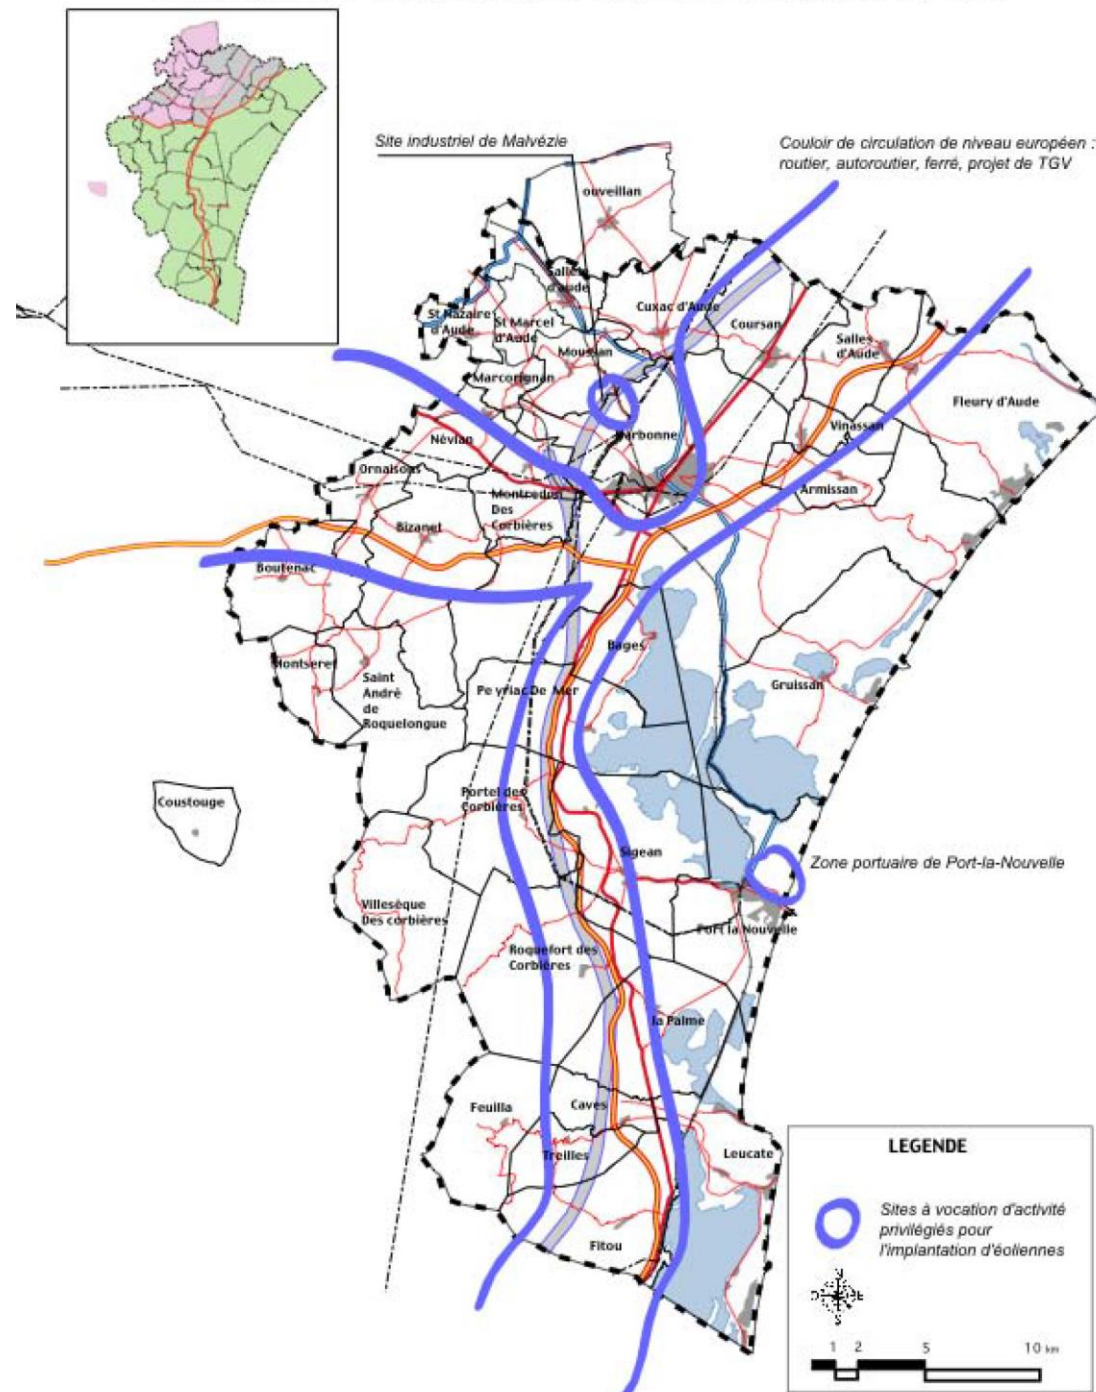 Site industriel de Malvézie
Couloir de circulation de niveau européen :
routier, autoroutier, ferré, projet de TGV
ouveillan
Sallèles
d'aude
Cuxac d'Aude
Coursan
St Nazaire
d'Aude
St Marcel
d'Aude
Moussan
Salles
d'Aude
Marcorignan
Fleury d'Aude
Névian
Narbonne
Vinassan
Ornaisons
Armissan
Montredon
Des
Corbières
Bizanet
Boutenac
Bages
Montseret
Saint
André
de
Roquelongue
Peyriac De Mer
Gruissan
Coustouge
Portel des
Corbières
Sigean
Zone portuaire de Port-la-Nouvelle
Villesèque
Des corbières
Port la Nouvelle
Roquefort des
Corbières
la Palme
Feuilla
Caves
Treilles
Leucate
Fitou
LEGENDE
Sites à vocation d'activité
privilégiés pour
l'implantation d'éoliennes
1 2 5 10 km